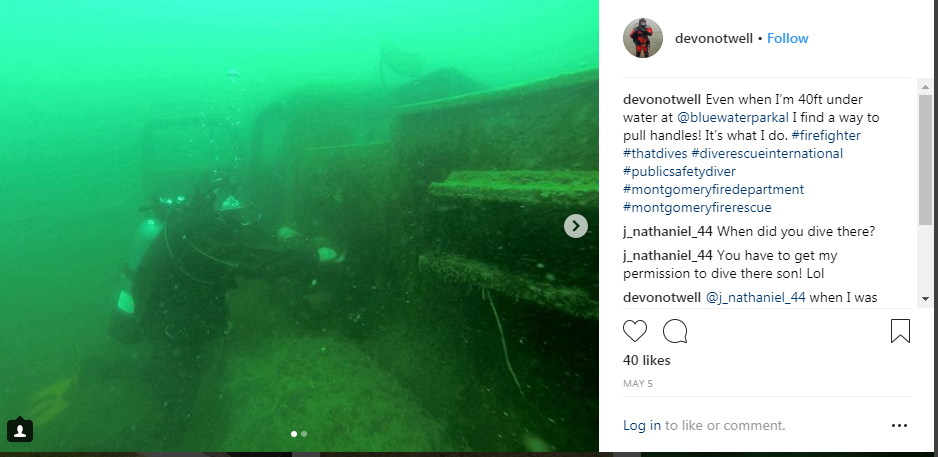 devonotwell • Follow
devonotwell Even when I'm 40ft under
water at @bluewaterparkal I find a way to
pull handles! It's what I do. #firefighter
#thatdives #diverescueinternational
#publicsafetydiver
#montgomeryfiredepartment
#montgomeryfirerescue
j_nathaniel_44 When did you dive there?
j_nathaniel_44 You have to get my
permission to dive there son! Lol
devonotwell @j_nathaniel_44 when I was
40 likes
MAY 5
Log in to like or comment.